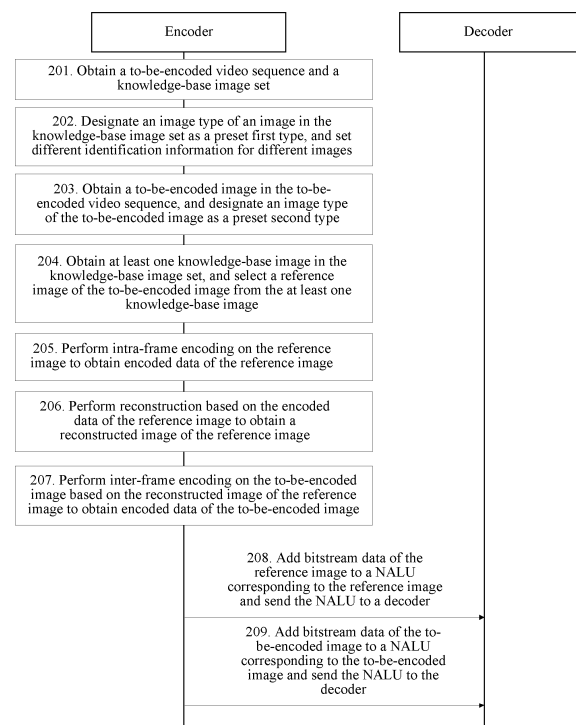 Encoder
Decoder
201. Obtain a to-be-encoded video sequence and a
knowledge-base image set
202. Designate an image type of an image in the
knowledge-base image set as a preset first type, and set
different identification information for different images
203. Obtain a to-be-encoded image in the to-be-
encoded video sequence, and designate an image type
of the to-be-encoded image as a preset second type
204. Obtain at least one knowledge-base image in the
knowledge-base image set, and select a reference
image of the to-be-encoded image from the at least one
knowledge-base image
205. Perform intra-frame encoding on the reference
image to obtain encoded data of the reference image
206. Perform reconstruction based on the encoded
data of the reference image to obtain a
reconstructed image of the reference image
207. Perform inter-frame encoding on the to-be-encoded
image based on the reconstructed image of the reference
image to obtain encoded data of the to-be-encoded image
208. Add bitstream data of the
reference image to a NALU
corresponding to the reference image
and send the NALU to a decoder
209. Add bitstream data of the to-
be-encoded image to a NALU
corresponding to the to-be-encoded
image and send the NALU to the
decoder